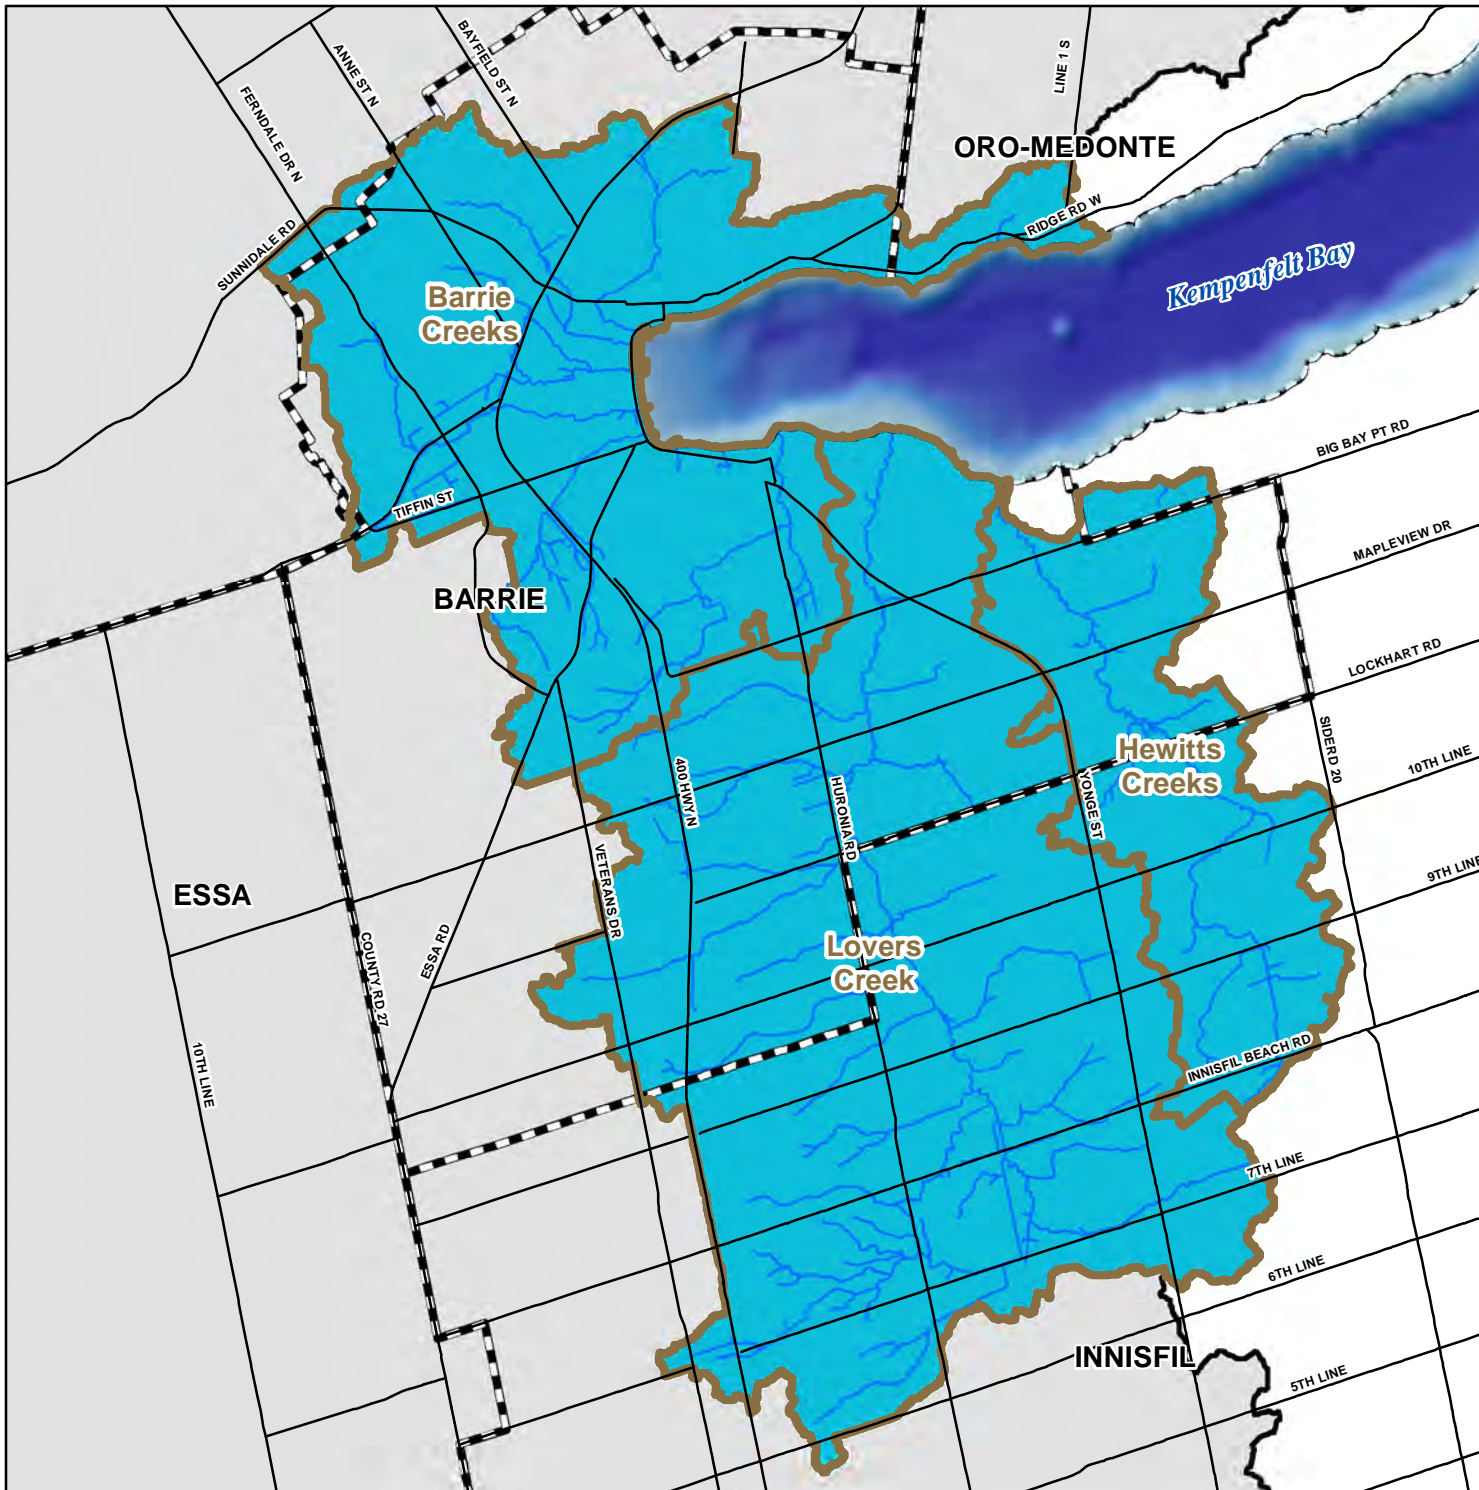 BAYFIELD ST N
ANNE ST N
LINE 1 S
FERNDALE DR N
ORO-MEDONTE
SUNNIDALE RD
RIDGE RD W
Kempenfelt Bay
Barrie
Creeks
BIG BAY PT RD
TIFFIN ST
MAPLEVIEW DR
BARRIE
LOCKHART RD
SIDERD 20
Hewitts
Creeks
10TH LINE
400 HWY N
HURONIA RD
YONGE ST
VETERANS DR
9TH LINE
ESSA
ESSA RD
Lovers
Creek
COUNTY RD 27
10TH LINE
INNISFIL BEACH RD
7TH LINE
6TH LINE
INNISFIL
5TH LINE